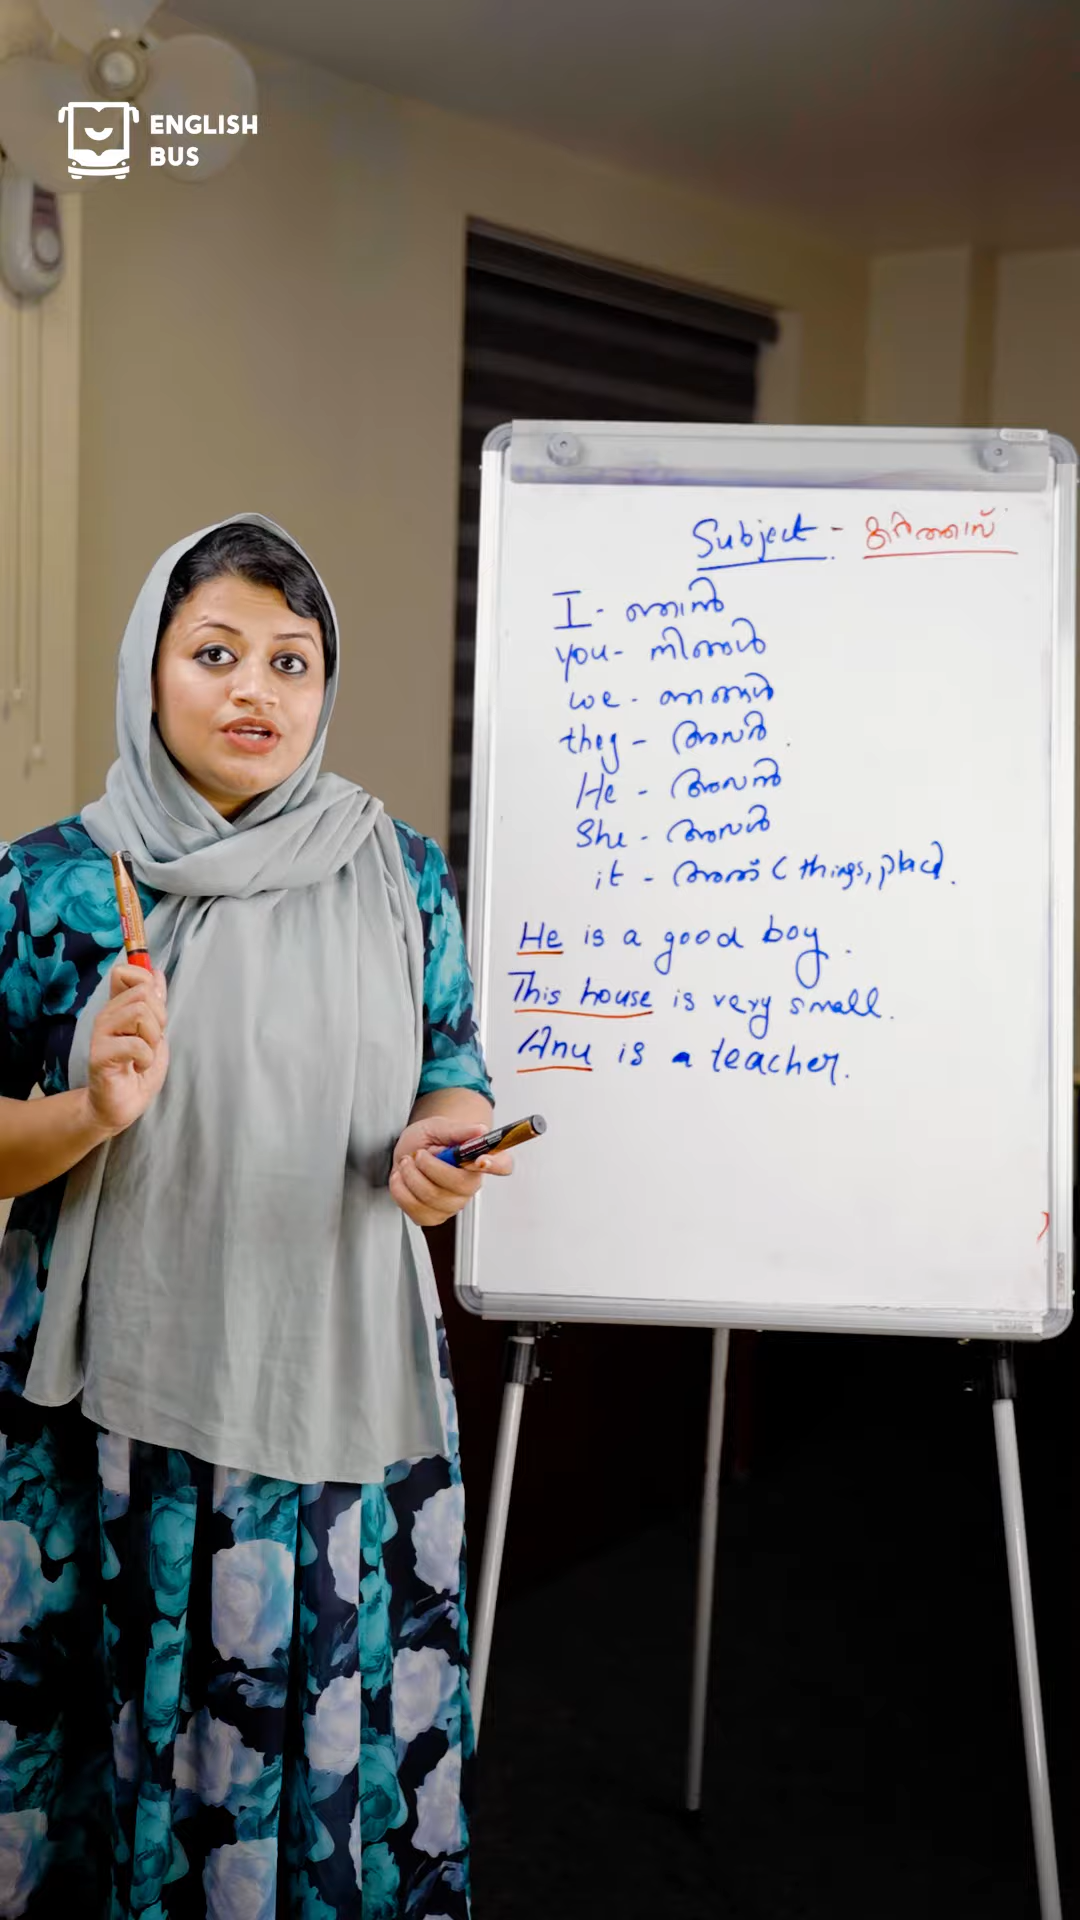 ENGLISH
BUS
Subject - കർത്താവ്
I - ഞാൻ
you - നിങ്ങൾ
we - ഞങ്ങൾ
they - അവർ.
He - അവൻ
She - അവൾ
it - അത് ( things, place.
He is a good boy.
This house is very small.
Anu is a teacher.